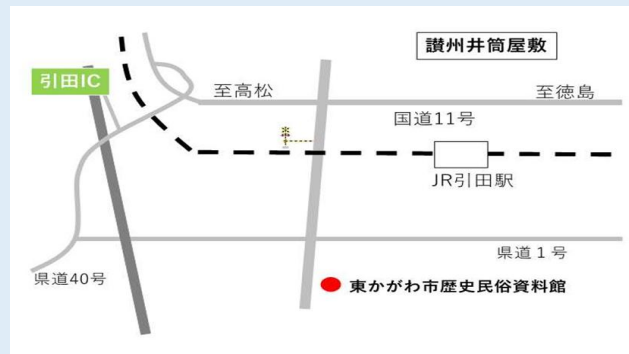 讃州井筒屋敷
引田IC
至高松
至徳島
国道11号
JR引田駅
県道１号
県道40号
東かがわ市歴史民俗資料館